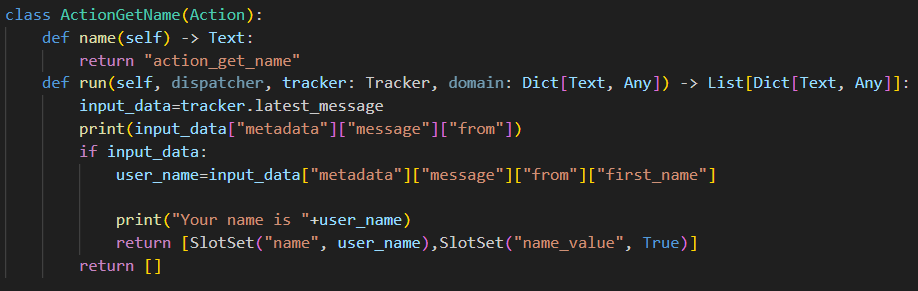 class ActionGetName(Action):
    def name(self) -> Text:
        return "action_get_name"
    def run(self, dispatcher, tracker: Tracker, domain: Dict[Text, Any]) -> List[Dict[Text, Any]]:
        input_data=tracker.latest_message
        print(input_data["metadata"]["message"]["from"])
        if input_data:
            user_name=input_data["metadata"]["message"]["from"]["first_name"]
            print("Your name is "+user_name)
            return [SlotSet("name", user_name),SlotSet("name_value", True)]
        return []